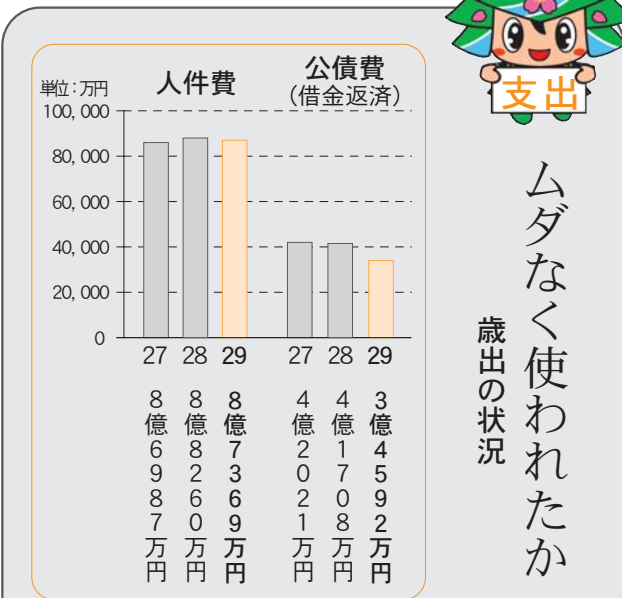 支出
ムダなく使われたか
歳出の状況
単位：万円
人件費
公債費
（借金返済）
100,000
80,000
60,000
40,000
20,000
0
27 28 29 27 28 29
8億6987万円
8億8260万円
8億7369万円
4億2021万円
4億1708万円
3億4592万円